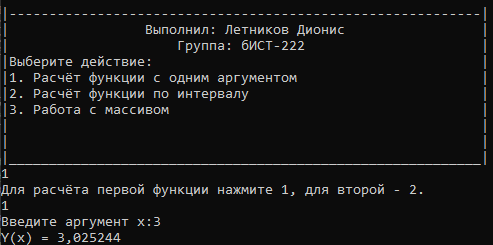 Выполнил: Летников Дионис
Группа: бИСТ-222
Выберите действие:
1. Расчёт функции с одним аргументом
2. Расчёт функции по интервалу
3. Работа с массивом
1
Для расчёта первой функции нажмите 1, для второй - 2.
1
Введите аргумент x:3
Y(x) = 3,025244